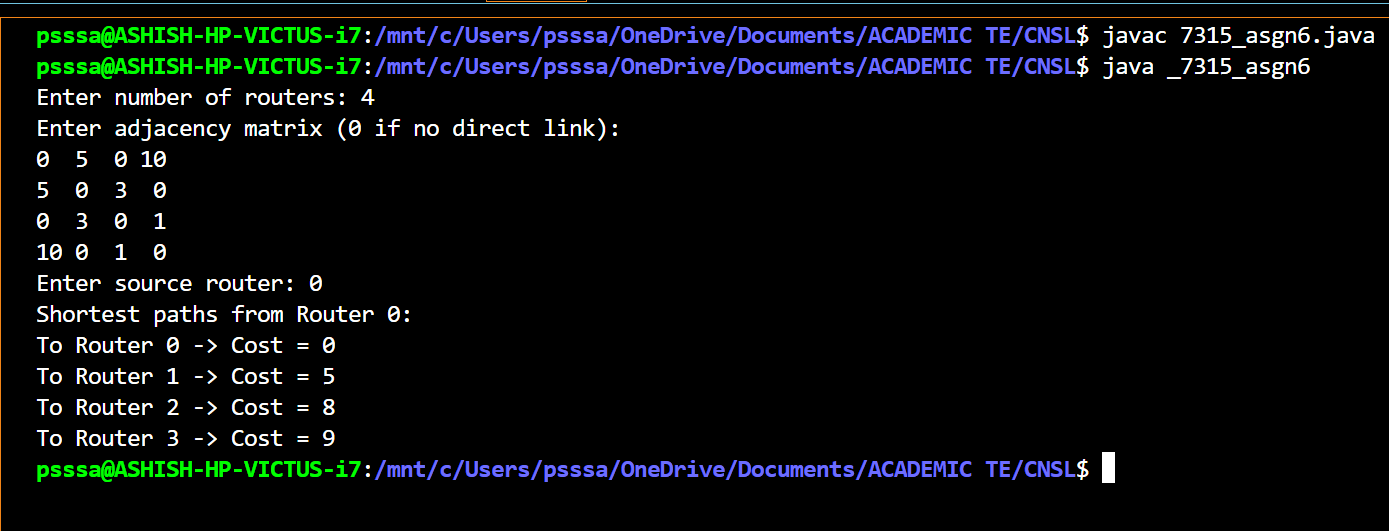 psssa@ASHISH-HP-VICTUS-i7:/mnt/c/Users/psssa/OneDrive/Documents/ACADEMIC TE/CNSL$ javac 7315_asgn6.java
psssa@ASHISH-HP-VICTUS-i7:/mnt/c/Users/psssa/OneDrive/Documents/ACADEMIC TE/CNSL$ java _7315_asgn6
Enter number of routers: 4
Enter adjacency matrix (0 if no direct link):
0  5  0 10
5  0  3  0
0  3  0  1
10 0  1  0
Enter source router: 0
Shortest paths from Router 0:
To Router 0 -> Cost = 0
To Router 1 -> Cost = 5
To Router 2 -> Cost = 8
To Router 3 -> Cost = 9
psssa@ASHISH-HP-VICTUS-i7:/mnt/c/Users/psssa/OneDrive/Documents/ACADEMIC TE/CNSL$